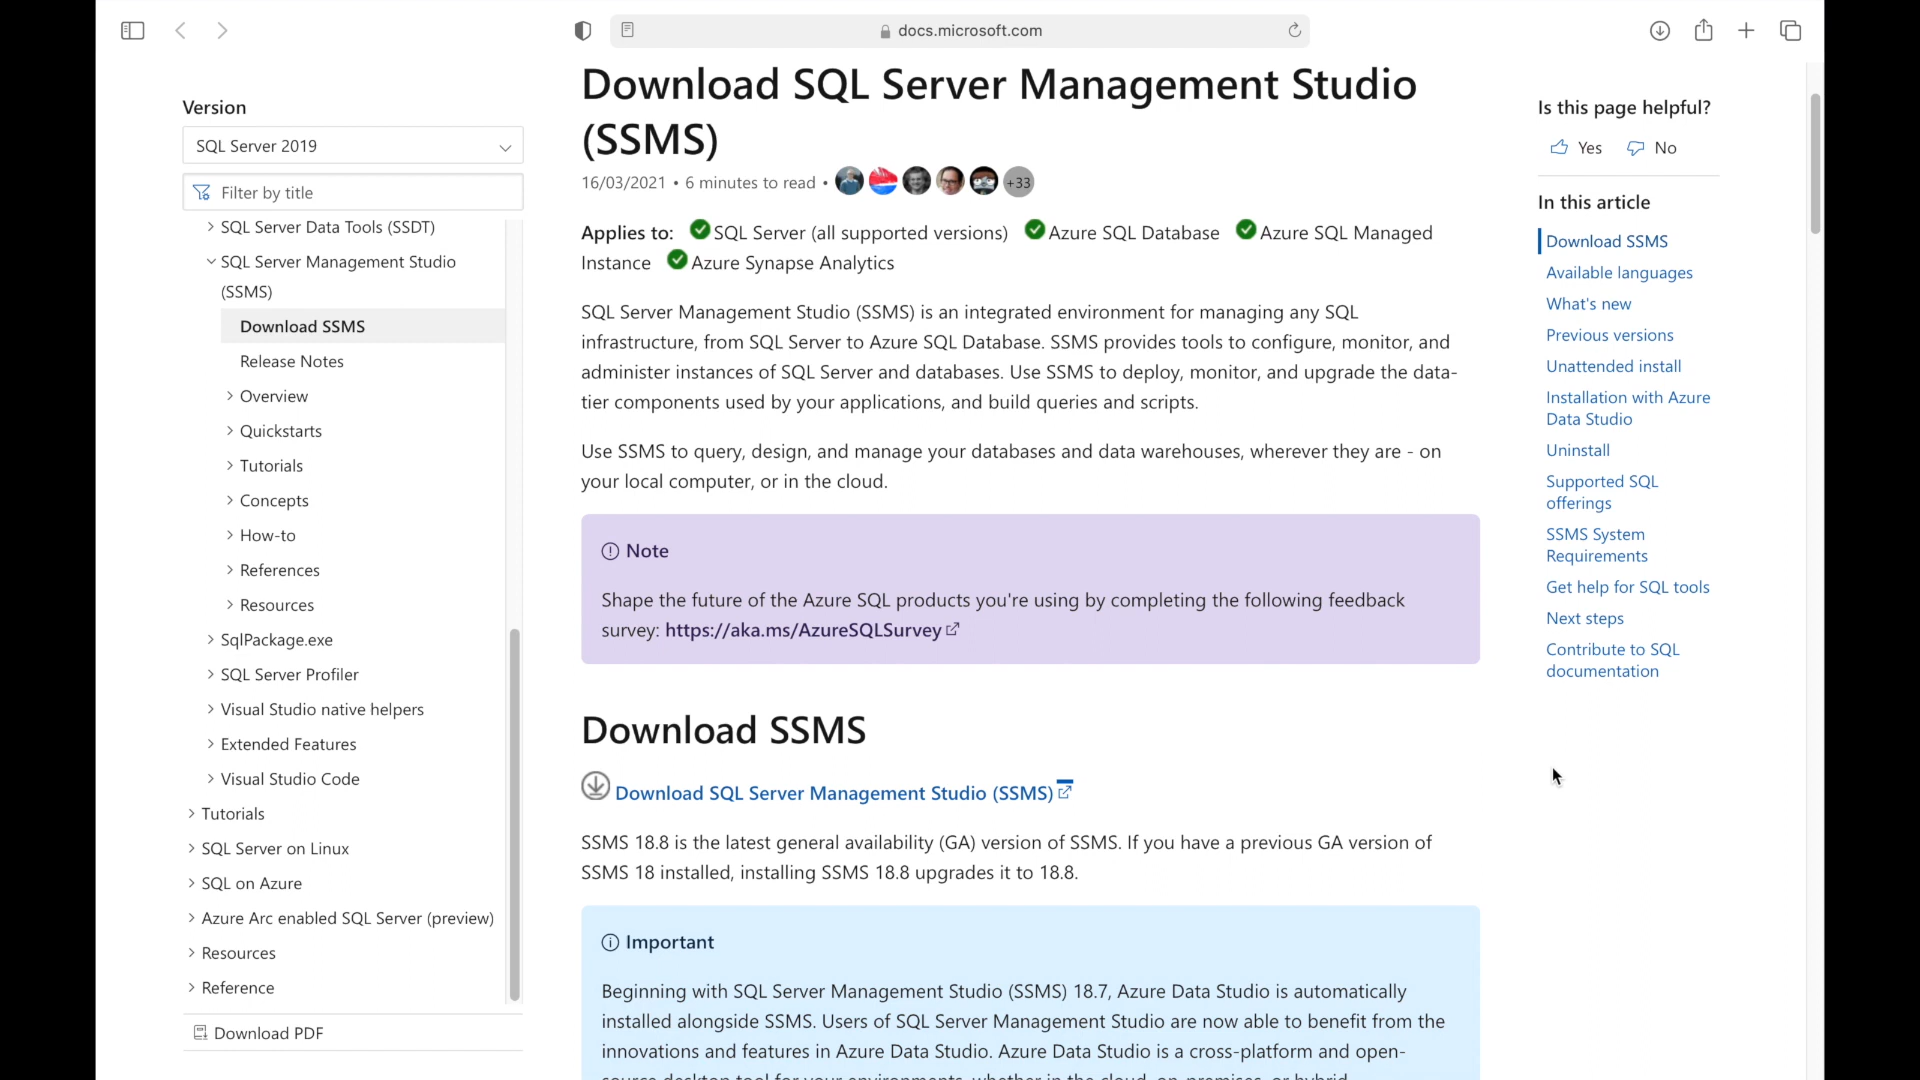 docs.microsoft.com
Version
SQL Server 2019
Filter by title
SQL Server Data Tools (SSDT)
SQL Server Management Studio
(SSMS)
Download SSMS
Release Notes
Overview
Quickstarts
Tutorials
Concepts
How-to
References
Resources
SqlPackage.exe
SQL Server Profiler
Visual Studio native helpers
Extended Features
Visual Studio Code
Tutorials
SQL Server on Linux
SQL on Azure
Azure Arc enabled SQL Server (preview)
Resources
Reference
Download PDF
Download SQL Server Management Studio
(SSMS)
16/03/2021 • 6 minutes to read • +33
Applies to: SQL Server (all supported versions) Azure SQL Database Azure SQL Managed
Instance Azure Synapse Analytics
SQL Server Management Studio (SSMS) is an integrated environment for managing any SQL
infrastructure, from SQL Server to Azure SQL Database. SSMS provides tools to configure, monitor, and
administer instances of SQL Server and databases. Use SSMS to deploy, monitor, and upgrade the data-
tier components used by your applications, and build queries and scripts.
Use SSMS to query, design, and manage your databases and data warehouses, wherever they are - on
your local computer, or in the cloud.
Note
Shape the future of the Azure SQL products you're using by completing the following feedback
survey: https://aka.ms/AzureSQLSurvey
Download SSMS
Download SQL Server Management Studio (SSMS)
SSMS 18.8 is the latest general availability (GA) version of SSMS. If you have a previous GA version of
SSMS 18 installed, installing SSMS 18.8 upgrades it to 18.8.
Important
Beginning with SQL Server Management Studio (SSMS) 18.7, Azure Data Studio is automatically
installed alongside SSMS. Users of SQL Server Management Studio are now able to benefit from the
innovations and features in Azure Data Studio. Azure Data Studio is a cross-platform and open-
source desktop tool for your environments, whether in the cloud, on-premises, or hybrid.
Is this page helpful?
Yes No
In this article
Download SSMS
Available languages
What's new
Previous versions
Unattended install
Installation with Azure
Data Studio
Uninstall
Supported SQL
offerings
SSMS System
Requirements
Get help for SQL tools
Next steps
Contribute to SQL
documentation